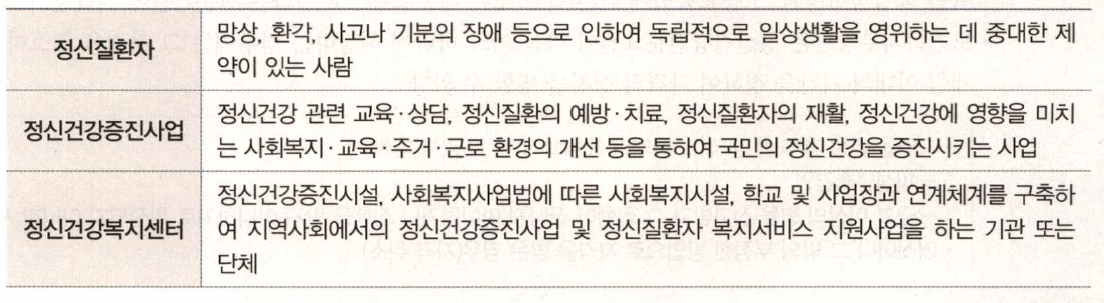 정신질환자
망상, 환각, 사고나 기분의 장애 등으로 인하여 독립적으로 일상생활을 영위하는 데 중대한 제
약이 있는 사람
정신건강증진사업
정신건강 관련 교육·상담, 정신질환의 예방·치료, 정신질환자의 재활, 정신건강에 영향을 미치
는 사회복지·교육·주거·근로 환경의 개선 등을 통하여 국민의 정신건강을 증진시키는 사업
정신건강복지센터
정신건강증진시설, 사회복지사업법에 따른 사회복지시설, 학교 및 사업장과 연계체계를 구축하
여 지역사회에서의 정신건강증진사업 및 정신질환자 복지서비스 지원사업을 하는 기관 또는
단체